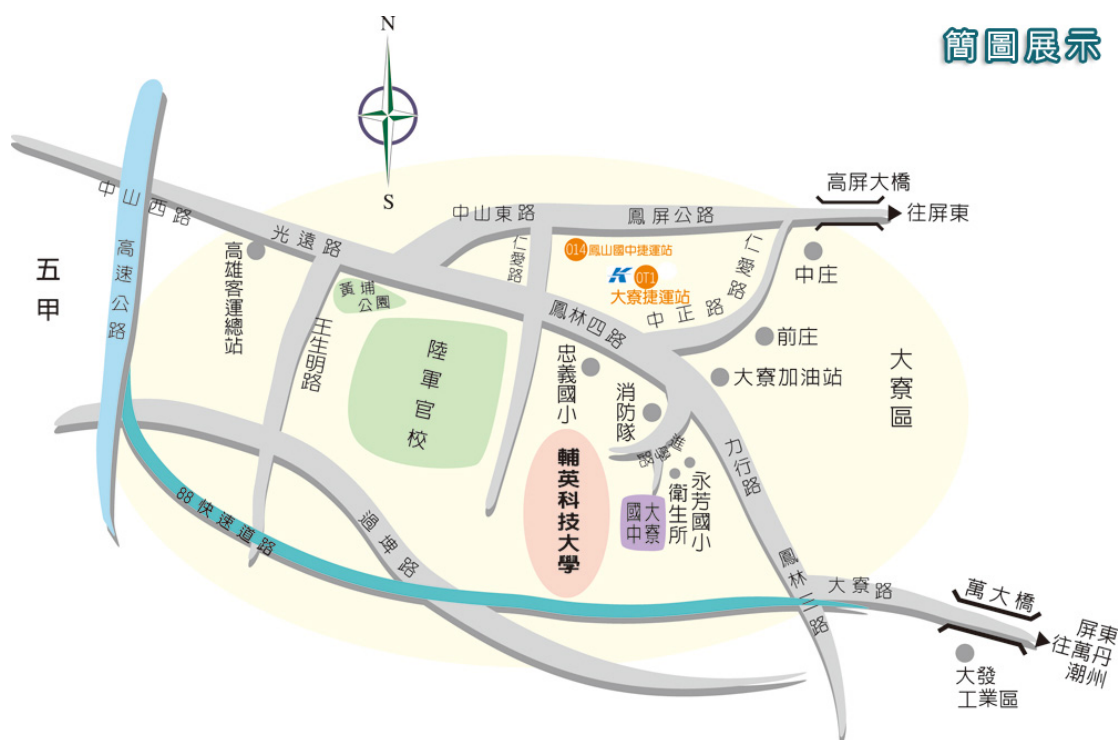 N
簡圖展示
S
高屏大橋
往屏東
中山東路
鳳屏公路
中山西路
光遠路
仁愛路
014 鳳山國中捷運站
K OT1
大寮捷運站
仁愛路
中庄
五甲
高速公路
高雄客運總站
黃埔
公園
王生明路
陸軍官校
鳳林四路
中正路
前庄
忠義國小
大寮加油站
大寮區
消防隊
進學路
力行路
輔英科技大學
大寮
國中
衛生所
永芳國小
88快速道路
過埤路
鳳林三路
大寮路
萬大橋
屏東
往萬丹
潮州
大發
工業區